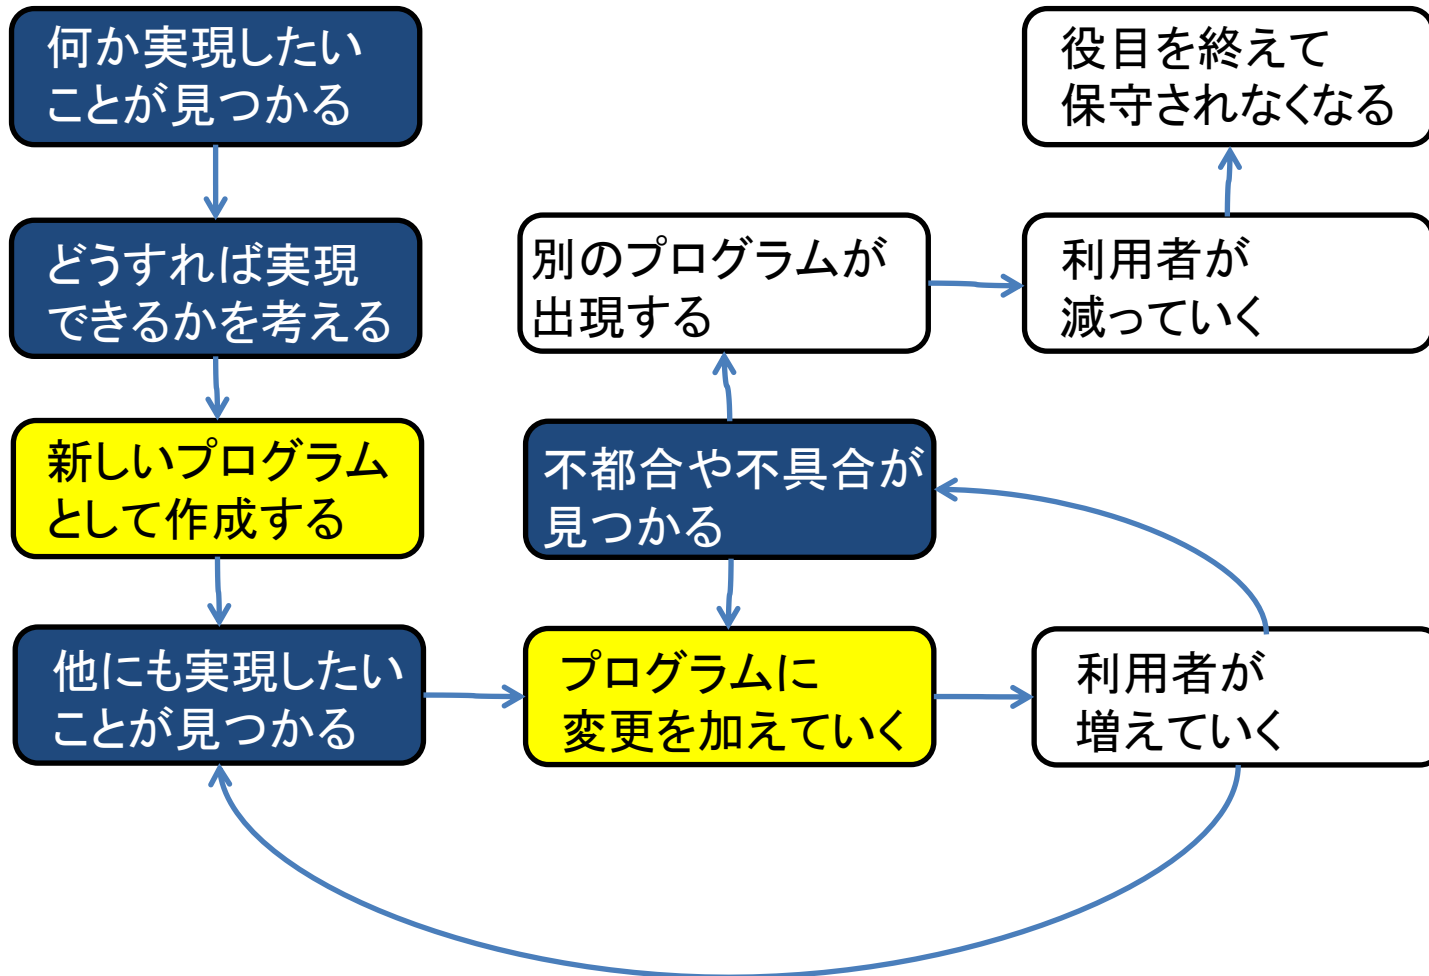 何か実現したい
ことが見つかる
どうすれば実現
できるかを考える
新しいプログラム
として作成する
他にも実現したい
ことが見つかる
プログラムに
変更を加えていく
利用者が
増えていく
不都合や不具合が
見つかる
別のプログラムが
出現する
利用者が
減っていく
役目を終えて
保守されなくなる